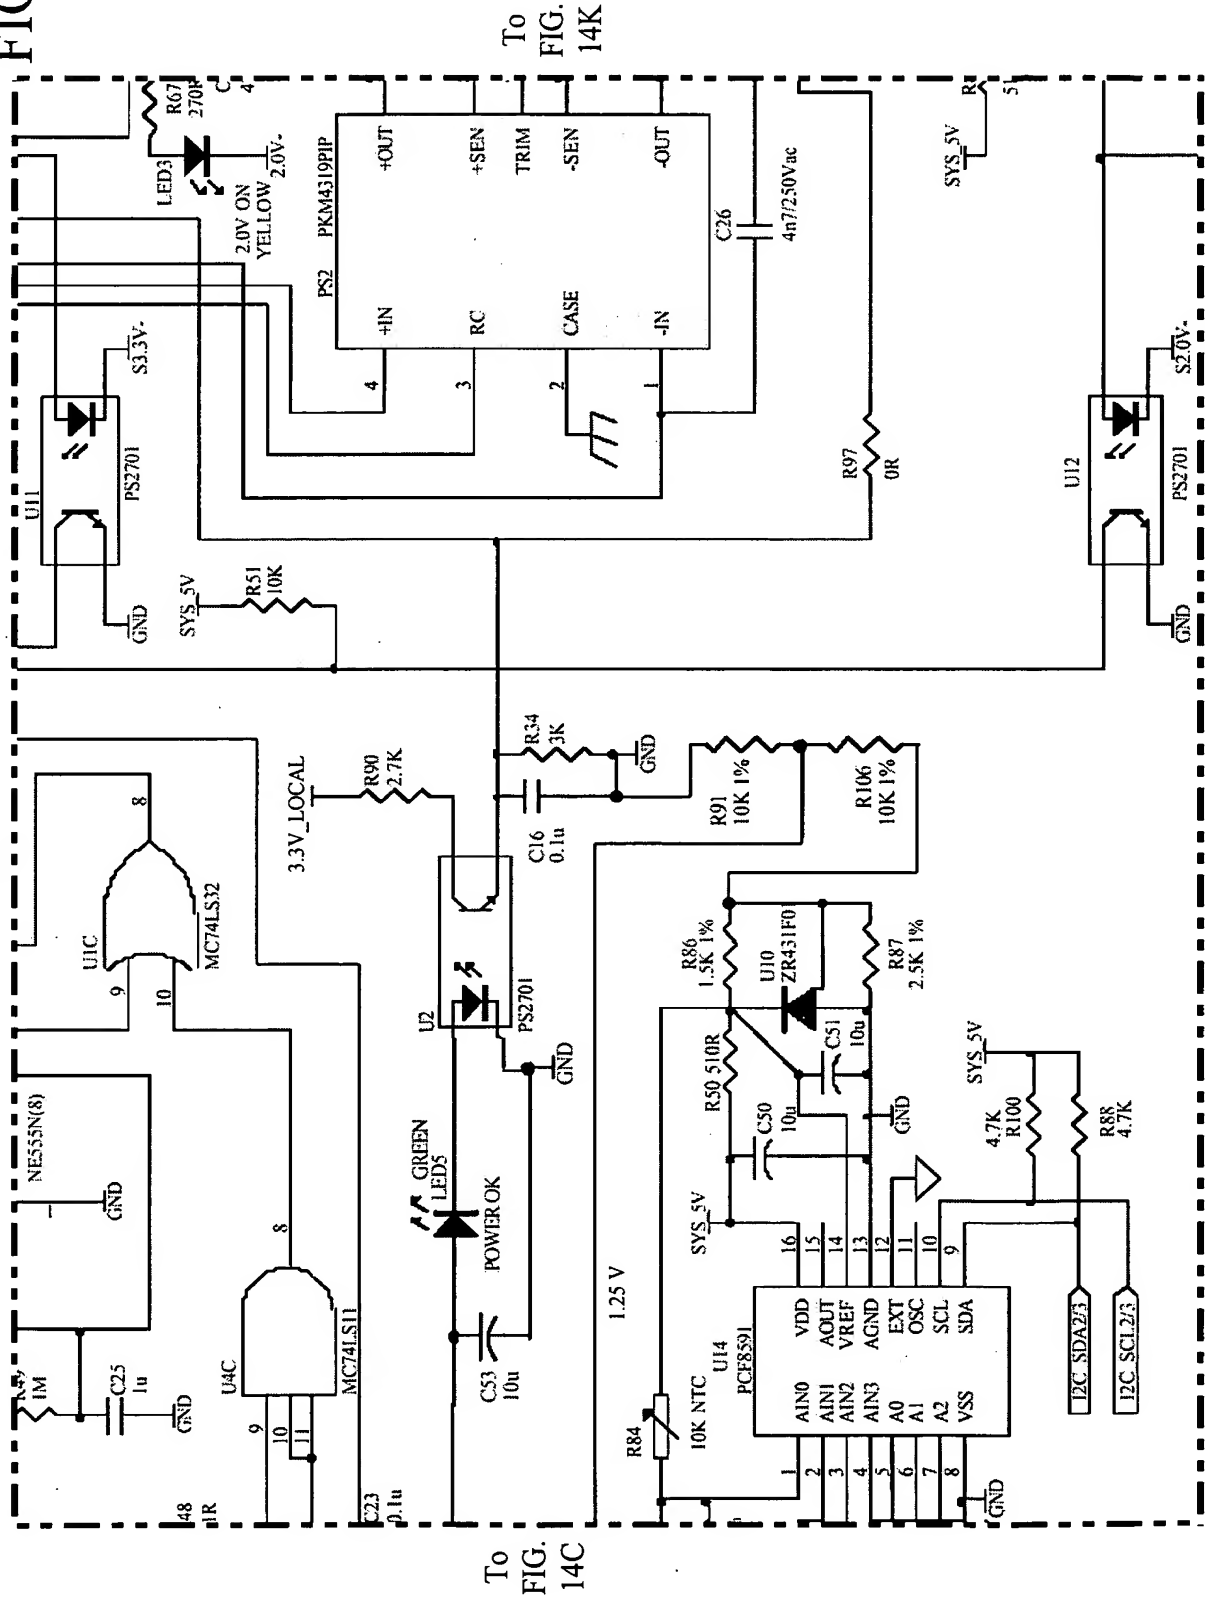 FIG
To
FIG.
14K
R67
270R
C
4
LED3
2.0V-
2.0V ON
YELLOW
PS2
PKM4319PIP
+IN
RC
CASE
-IN
+OUT
+SEN
TRIM
-SEN
-OUT
4
3
2
1
C26
4n7/250Vac
SYS_5V
R
51
U11
PS2701
S3.3V-
GND
SYS_5V
R51
10K
R97
0R
U12
PS2701
S2.0V-
GND
U1C
MC74LS32
9
10
8
3.3V_LOCAL
R90
2.7K
R34
3K
GND
C16
0.1u
R91
10K 1%
R106
10K 1%
U2
PS2701
GND
NE555N(8)
GND
R49
1M
C25
1u
GND
U4C
MC74LS11
9
10
11
8
48
1R
C23
0.1u
GREEN
LED5
POWER OK
C53
10u
1.25 V
R86
1.5K 1%
U10
ZR431F01
R87
2.5K 1%
R50 510R
C51
10u
C50
10u
GND
SYS_5V
SYS_5V
4.7K
R100
R88
4.7K
R84
10K NTC
U14
PCF8591
AIN0
AIN1
AIN2
AIN3
A0
A1
A2
VSS
VDD
AOUT
VREF
AGND
EXT
OSC
SCL
SDA
1
2
3
4
5
6
7
8
16
15
14
13
12
11
10
9
GND
I2C_SDA2/3
I2C_SCL2/3
To
FIG.
14C